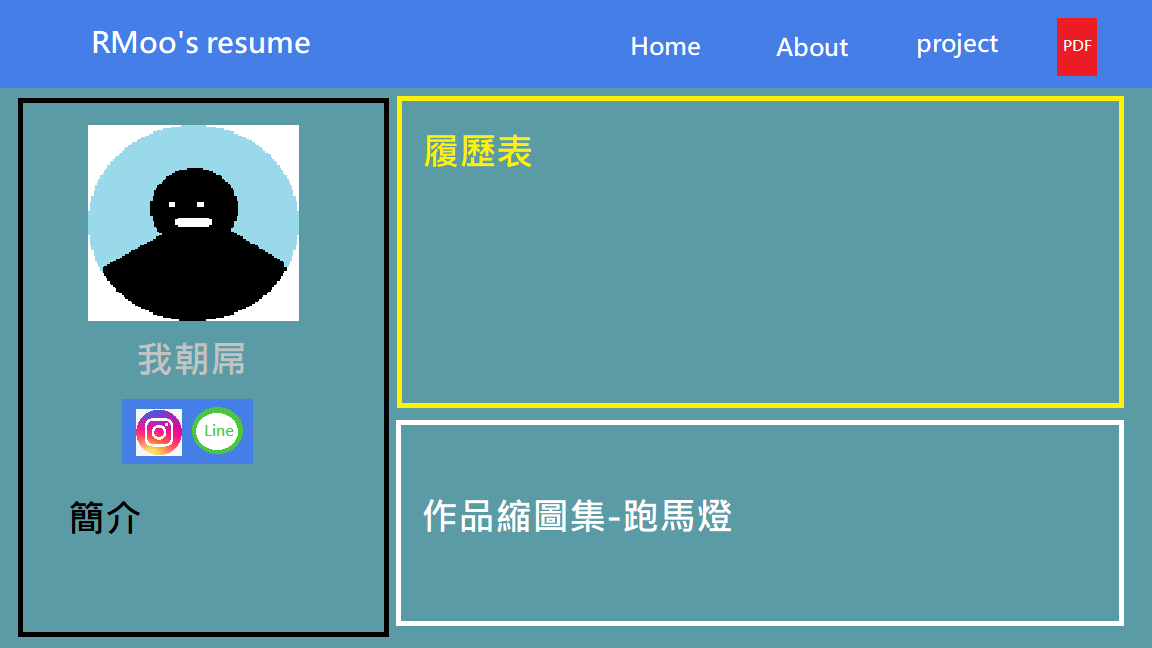 RMoo's resume
Home
About
project
PDF
我朝屌
Line
簡介
履歷表
作品縮圖集-跑馬燈